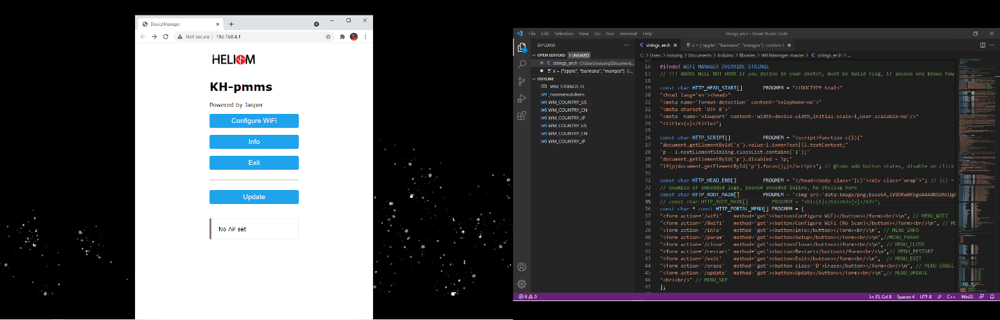 DeviceManager
Not secure 192.168.4.1
HELIOM
KH-pmms
Powered by Jasper
Configure WiFi
Info
Exit
Update
No AP set
File Edit Selection View Go Run Terminal Help
strings_en.h - Visual Studio Code
EXPLORER
OPEN EDITORS 1 UNSAVED
strings_en.h C:\Users\nsisong\Document...
x = ("apple", "bannana", "mangos") U...
OUTLINE
_WM_STRINGS_H_
_nummenutokens
WM_COUNTRY_US
WM_COUNTRY_CN
WM_COUNTRY_JP
WM_COUNTRY_US
WM_COUNTRY_CN
WM_COUNTRY_JP
strings_en.h x = ("apple", "bannana", "mangos") Untitled-1
C: > Users > nsisong > Documents > Arduino > libraries > WiFiManager-master > strings_en.h > ...
15
16 #ifndef WIFI_MANAGER_OVERRIDE_STRINGS
17 // !!! ABOVE WILL NOT WORK if you define in your sketch, must be build flag, if anyone one knows how
18
19 const char HTTP_HEAD_START[] PROGMEM = "<!DOCTYPE html>"
20 "<html lang='en'><head>"
21 "<meta name='format-detection' content='telephone=no'>"
22 "<meta charset='UTF-8'>"
23 "<meta name='viewport' content='width=device-width,initial-scale=1,user-scalable=no'/>"
24 "<title>{v}</title>";
25
26 const char HTTP_SCRIPT[] PROGMEM = "<script>function c(l){"
27 "document.getElementById('s').value=l.innerText||l.textContent;"
28 "p = l.nextElementSibling.classList.contains('l');"
29 "document.getElementById('p').disabled = !p;"
30 "if(p)document.getElementById('p').focus();}</script>"; // @todo add button states, disable on click
31
32 const char HTTP_HEAD_END[] PROGMEM = "</head><body class='{c}'><div class='wrap'>"; // {c} =
33 // example of embedded logo, base64 encoded inline, No styling here
34 const char HTTP_ROOT_MAIN[] PROGMEM = "<img src='data:image/png;base64,
35 // const char HTTP_ROOT_MAIN[] PROGMEM = "<h1>{t}</h1><h3>{v}</h3>";
36 const char * const HTTP_PORTAL_MENU[] PROGMEM = {
37 "<form action='/wifi' method='get'><button>Configure WiFi</button></form><br/>\n", // MENU_WIFI
38 "<form action='/0wifi' method='get'><button>Configure WiFi (No Scan)</button></form><br/>\n", // ME
39 "<form action='/info' method='get'><button>Info</button></form><br/>\n", // MENU_INFO
40 "<form action='/param' method='get'><button>Setup</button></form><br/>\n",//MENU_PARAM
41 "<form action='/close' method='get'><button>Close</button></form><br/>\n", // MENU_CLOSE
42 "<form action='/restart' method='get'><button>Restart</button></form><br/>\n",// MENU_RESTART
43 "<form action='/exit' method='get'><button>Exit</button></form><br/>\n", // MENU_EXIT
44 "<form action='/erase' method='get'><button class='D'>Erase</button></form><br/>\n", // MENU_ERASE
45 "<form action='/update' method='get'><button>Update</button></form><br/>\n",// MENU_UPDATE
46 "<hr><br/>" // MENU_SEP
47 };
0 0 Ln 35, Col 8 Spaces: 4 UTF-8 LF C++ Win32